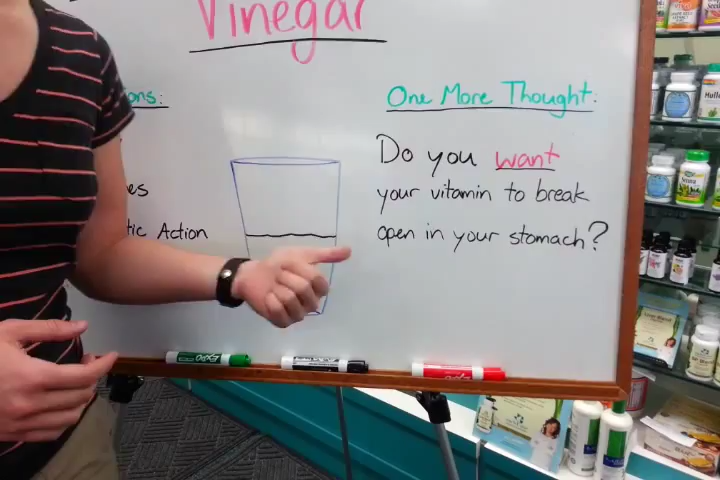 Vinegar
ons:
es
tic Action
One More Thought:
Do you want
your vitamin to break
open in your stomach?
EXPO